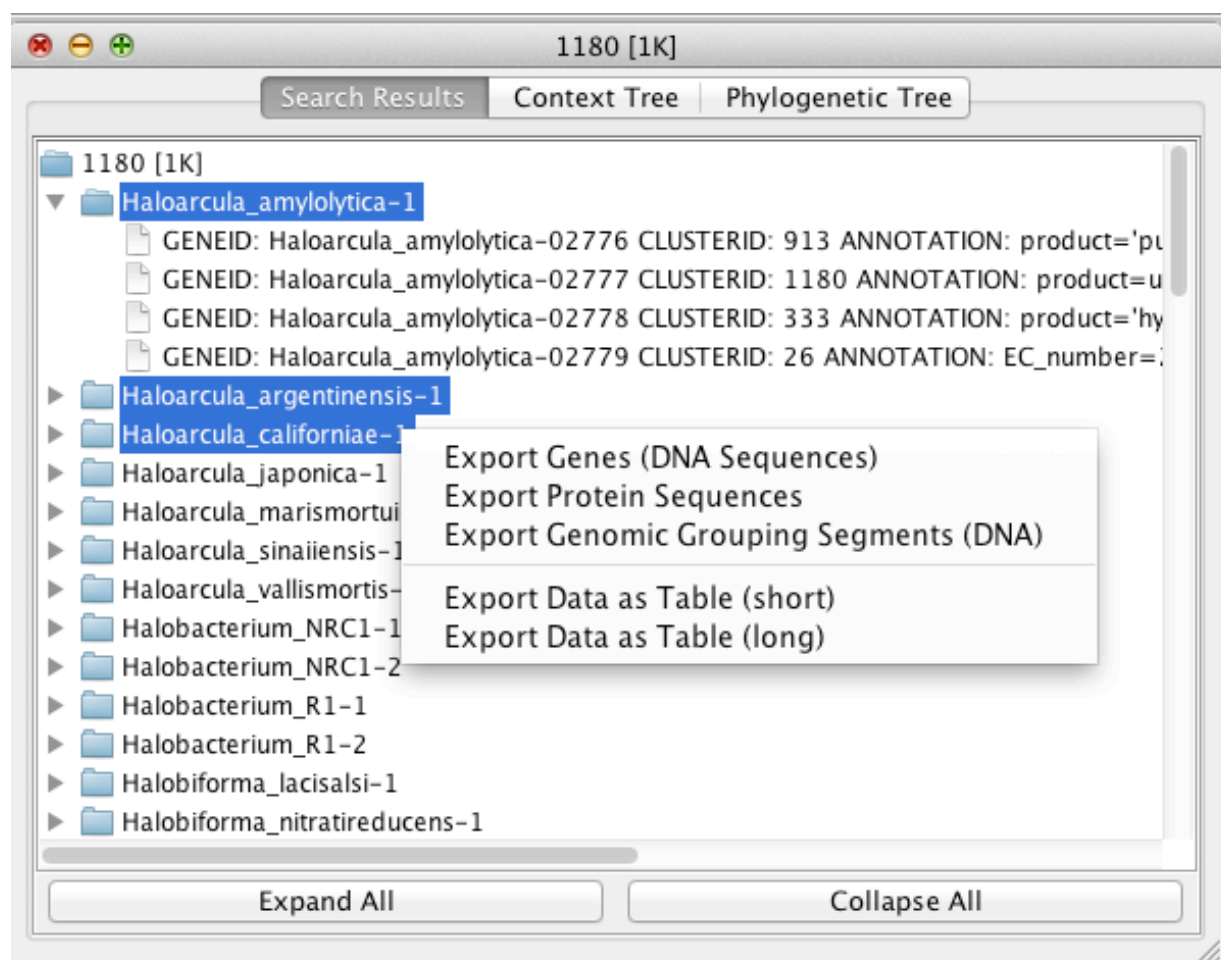 1180 [1K]
Search Results Context Tree Phylogenetic Tree
1180 [1K]
Haloarcula_amylolytica-1
GENEID: Haloarcula_amylolytica-02776 CLUSTERID: 913 ANNOTATION: product='pu
GENEID: Haloarcula_amylolytica-02777 CLUSTERID: 1180 ANNOTATION: product=u
GENEID: Haloarcula_amylolytica-02778 CLUSTERID: 333 ANNOTATION: product='hy
GENEID: Haloarcula_amylolytica-02779 CLUSTERID: 26 ANNOTATION: EC_number=
Haloarcula_argentinensis-1
Haloarcula_californiae-1
Haloarcula_japonica-1
Haloarcula_marismortui
Haloarcula_sinaiiensis-1
Haloarcula_vallismortis-
Halobacterium_NRC1-1
Halobacterium_NRC1-2
Halobacterium_R1-1
Halobacterium_R1-2
Halobiforma_lacisalsi-1
Halobiforma_nitratireducens-1
Export Genes (DNA Sequences)
Export Protein Sequences
Export Genomic Grouping Segments (DNA)
Export Data as Table (short)
Export Data as Table (long)
Expand All Collapse All